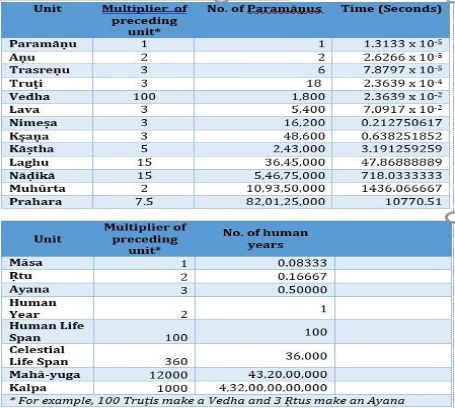 Unit Multiplier of preceding unit* No. of Paramāṇus Time (Seconds)
Paramāṇu 1 1 1.3133 x 10-5
Aṇu 2 2 2.6266 x 10-5
Trasreṇu 3 6 7.8797 x 10-5
Truṭi 3 18 2.3639 x 10-4
Vedha 100 1,800 2.3639 x 10-2
Lava 3 5,400 7.0917 x 10-2
Nimeṣa 3 16,200 0.212750617
Kṣaṇa 3 48.600 0.638251852
Kāṣtha 5 2,43,000 3.191259259
Laghu 15 36,45,000 47.86888889
Nāḍikā 15 5,46,75,000 718.0333333
Muhūrta 2 10,93,50,000 1436.066667
Prahara 7.5 82,01,25,000 10770.51
Unit Multiplier of preceding unit* No. of human years
Māsa 1 0.08333
Ṛtu 2 0.16667
Ayana 3 0.50000
Human Year 2 1
Human Life Span 100 100
Celestial Life Span 360 36.000
Mahā-yuga 12000 43,20,00,000
Kalpa 1000 4,32,00,00,00,000
* For example, 100 Truṭis make a Vedha and 3 Ṛtus make an Ayana